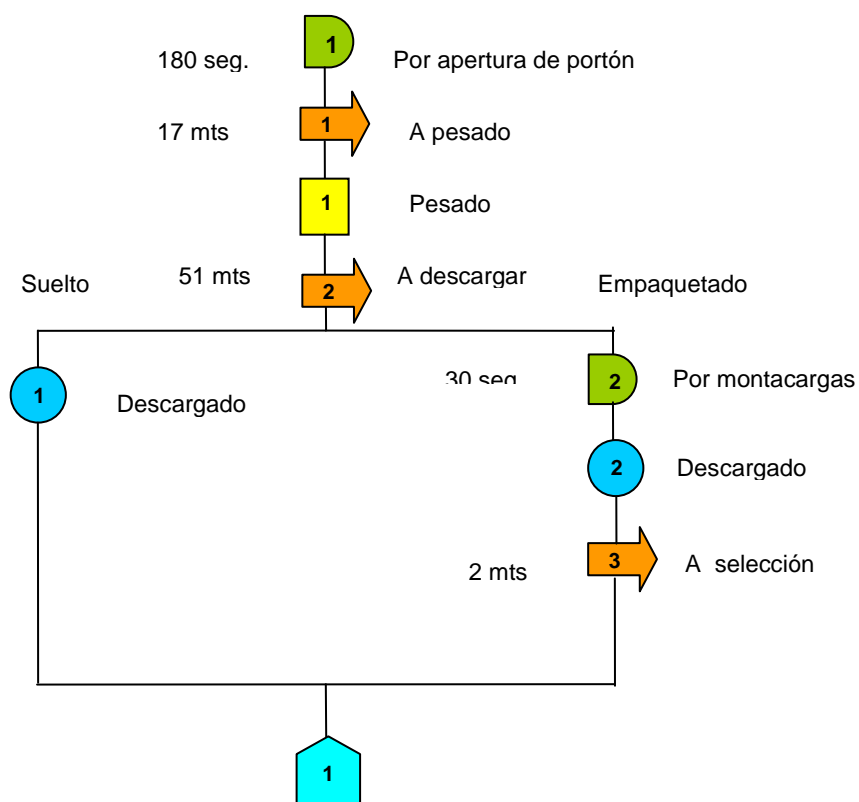 180 seg. 1 Por apertura de portón
17 mts 1 A pesado
1 Pesado
51 mts 2 A descargar
Suelto Empaquetado
30 seg 2 Por montacargas
1 Descargado
2 Descargado
2 mts 3 A selección
1